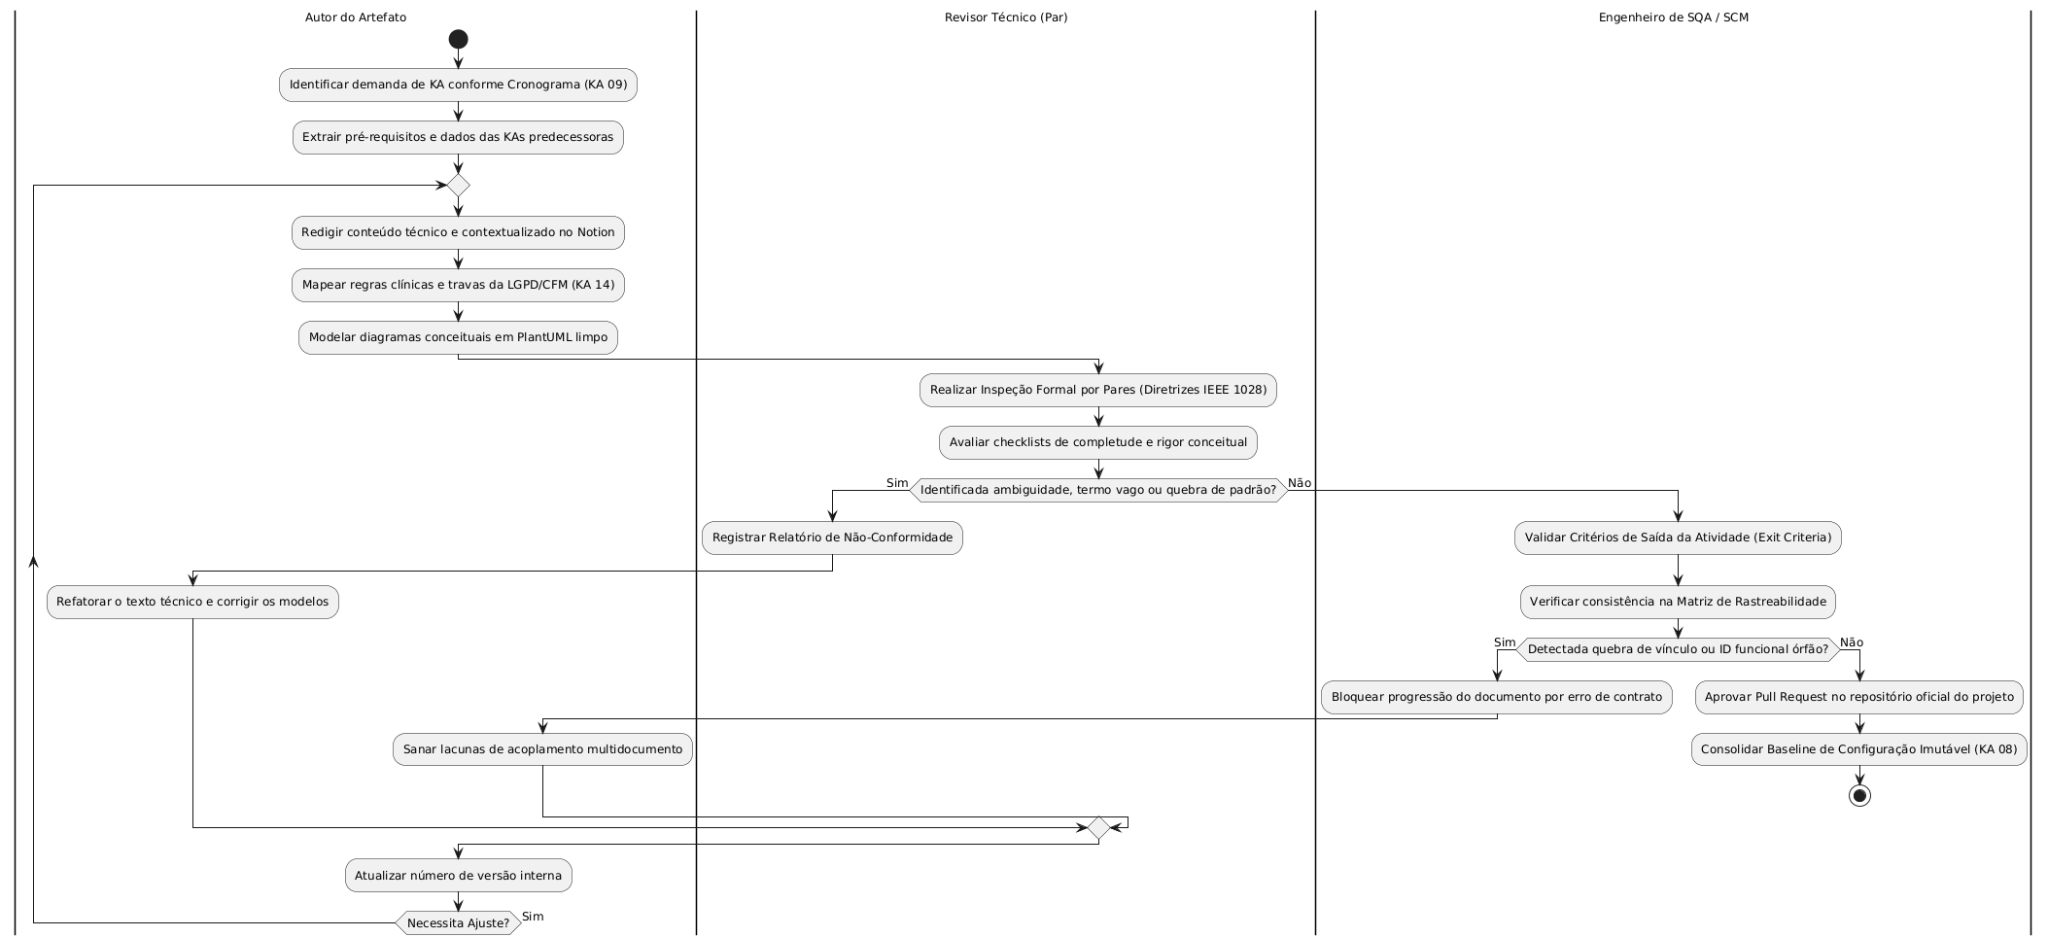 Autor do Artefato
Revisor Técnico (Par)
Engenheiro de SQA / SCM
Identificar demanda de KA conforme Cronograma (KA 09)
Extrair pré-requisitos e dados das KAs predecessoras
Redigir conteúdo técnico e contextualizado no Notion
Mapear regras clínicas e travas da LGPD/CFM (KA 14)
Modelar diagramas conceituais em PlantUML limpo
Realizar Inspeção Formal por Pares (Diretrizes IEEE 1028)
Avaliar checklists de completude e rigor conceitual
Sim
Identificada ambiguidade, termo vago ou quebra de padrão?
Não
Registrar Relatório de Não-Conformidade
Validar Critérios de Saída da Atividade (Exit Criteria)
Refatorar o texto técnico e corrigir os modelos
Verificar consistência na Matriz de Rastreabilidade
Sim
Detectada quebra de vínculo ou ID funcional órfão?
Não
Bloquear progressão do documento por erro de contrato
Aprovar Pull Request no repositório oficial do projeto
Sanar lacunas de acoplamento multidocumento
Consolidar Baseline de Configuração Imutável (KA 08)
Atualizar número de versão interna
Necessita Ajuste?
Sim